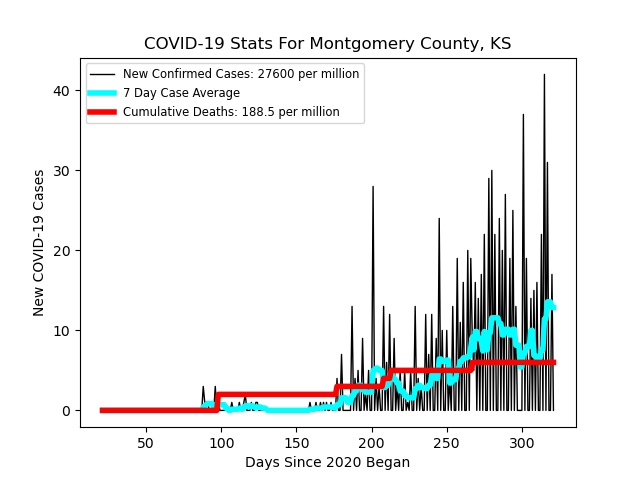 COVID-19 Stats For Montgomery County, KS
New Confirmed Cases: 27600 per million
7 Day Case Average
Cumulative Deaths: 188.5 per million
New COVID-19 Cases
40
30
20
10
0
50 100 150 200 250 300
Days Since 2020 Began